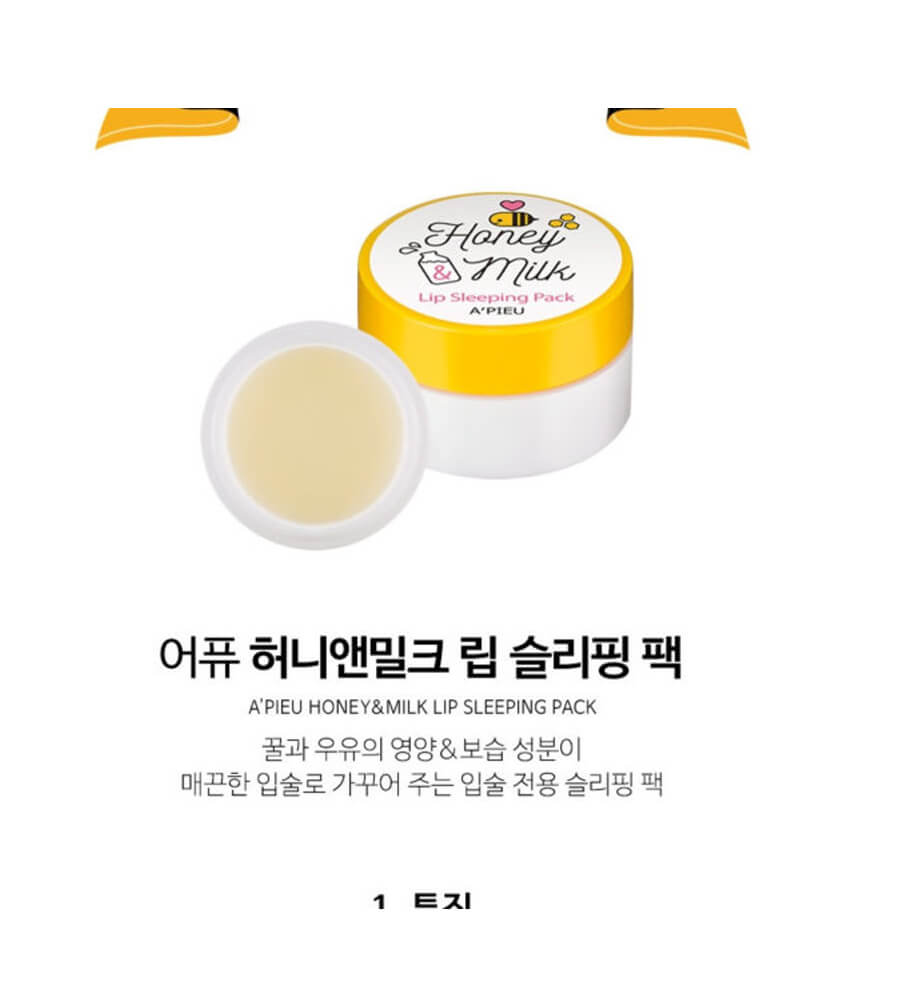 Honey
& Milk
Lip Sleeping Pack
A'PIEU
어퓨 허니앤밀크 립 슬리핑 팩
A'PIEU HONEY&MILK LIP SLEEPING PACK
꿀과 우유의 영양&보습 성분이
매끈한 입술로 가꾸어 주는 입술 전용 슬리핑 팩